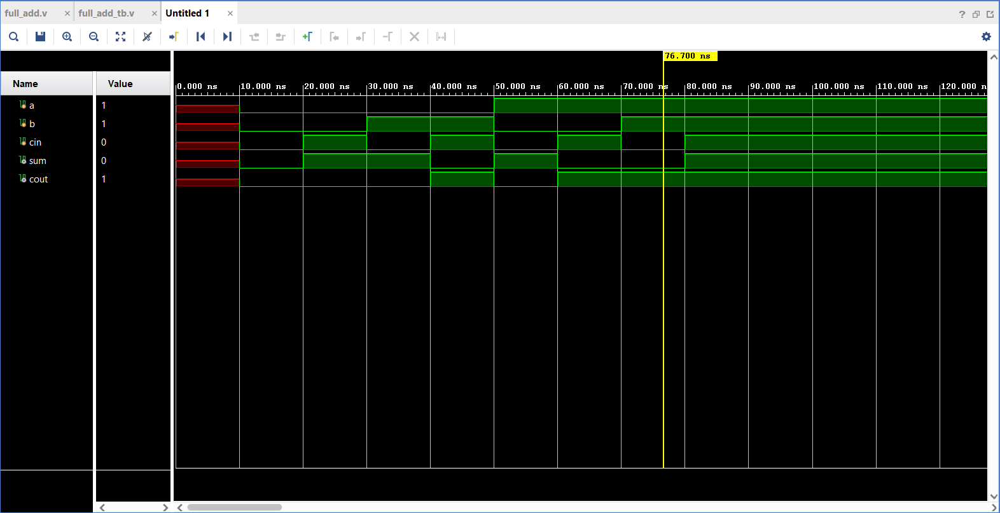 full_add.v × full_add_tb.v × Untitled 1 ×
?
76.700 ns
Name Value
0.000 ns 10.000 ns 20.000 ns 30.000 ns 40.000 ns 50.000 ns 60.000 ns 70.000 ns 80.000 ns 90.000 ns 100.000 ns 110.000 ns 120.000 n
a 1
b 1
cin 0
sum 0
cout 1